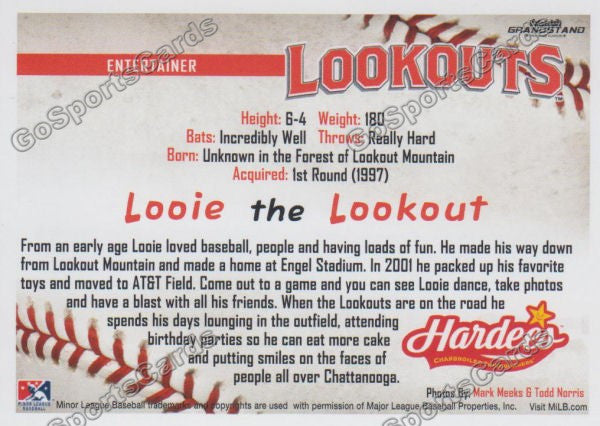 GRANDSTAND
ENTERTAINER
LOOKOUTS
Height: 6-4 Weight: 180
Bats: Incredibly Well Throws: Really Hard
Born: Unknown in the Forest of Lookout Mountain
Acquired: 1st Round (1997)
Looie the Lookout
From an early age Looie loved baseball, people and having loads of fun. He made his way down
from Lookout Mountain and made a home at Engel Stadium. In 2001 he packed up his favorite
toys and moved to AT&T Field. Come out to a game and you can see Looie dance, take photos
and have a blast with all his friends. When the Lookouts are on the road he
spends his days lounging in the outfield, attending
birthday parties so he can eat more cake
and putting smiles on the faces of
people all over Chattanooga.
Hardee's
Photos By: Mark Meeks & Todd Norris
MINOR LEAGUE
BASEBALL
Minor League Baseball trademarks and copyrights are used with permission of Major League Baseball Properties, Inc. Visit MiLB.com
GoSportsCards
GoSportsCards
GoSportsCards
GoSportsCards